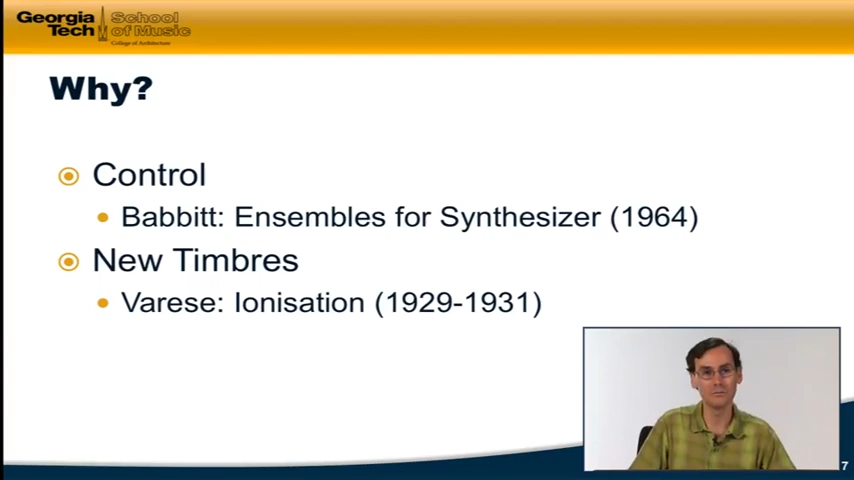 Georgia Tech
School of Music
College of Architecture
Why?
Control
Babbitt: Ensembles for Synthesizer (1964)
New Timbres
Varese: Ionisation (1929-1931)
7